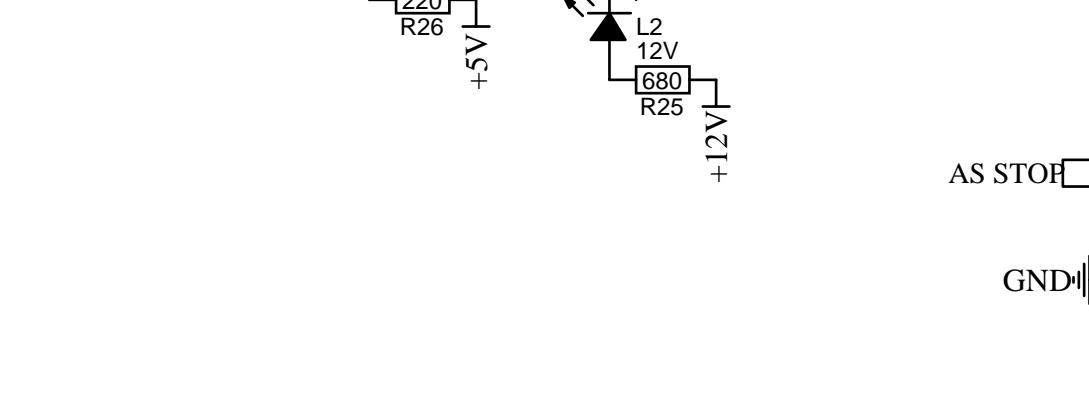 220
R26
+5V
L2
12V
680
R25
+12V
AS STOP
GND